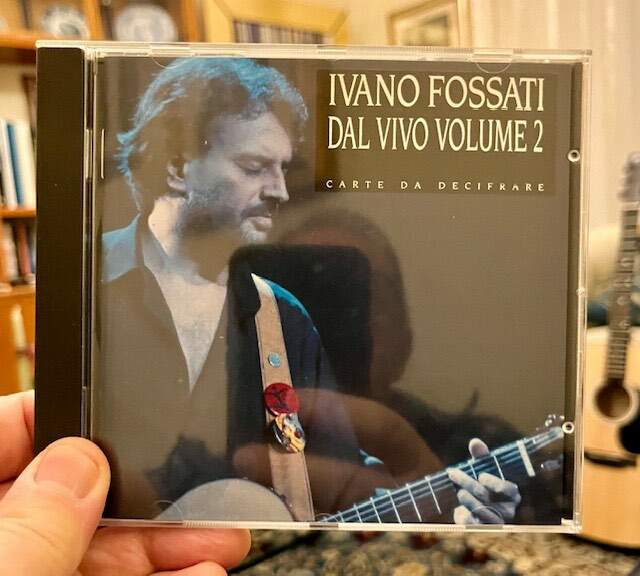 IVANO FOSSATI
DAL VIVO VOLUME 2
CARTE DA DECIFRARE